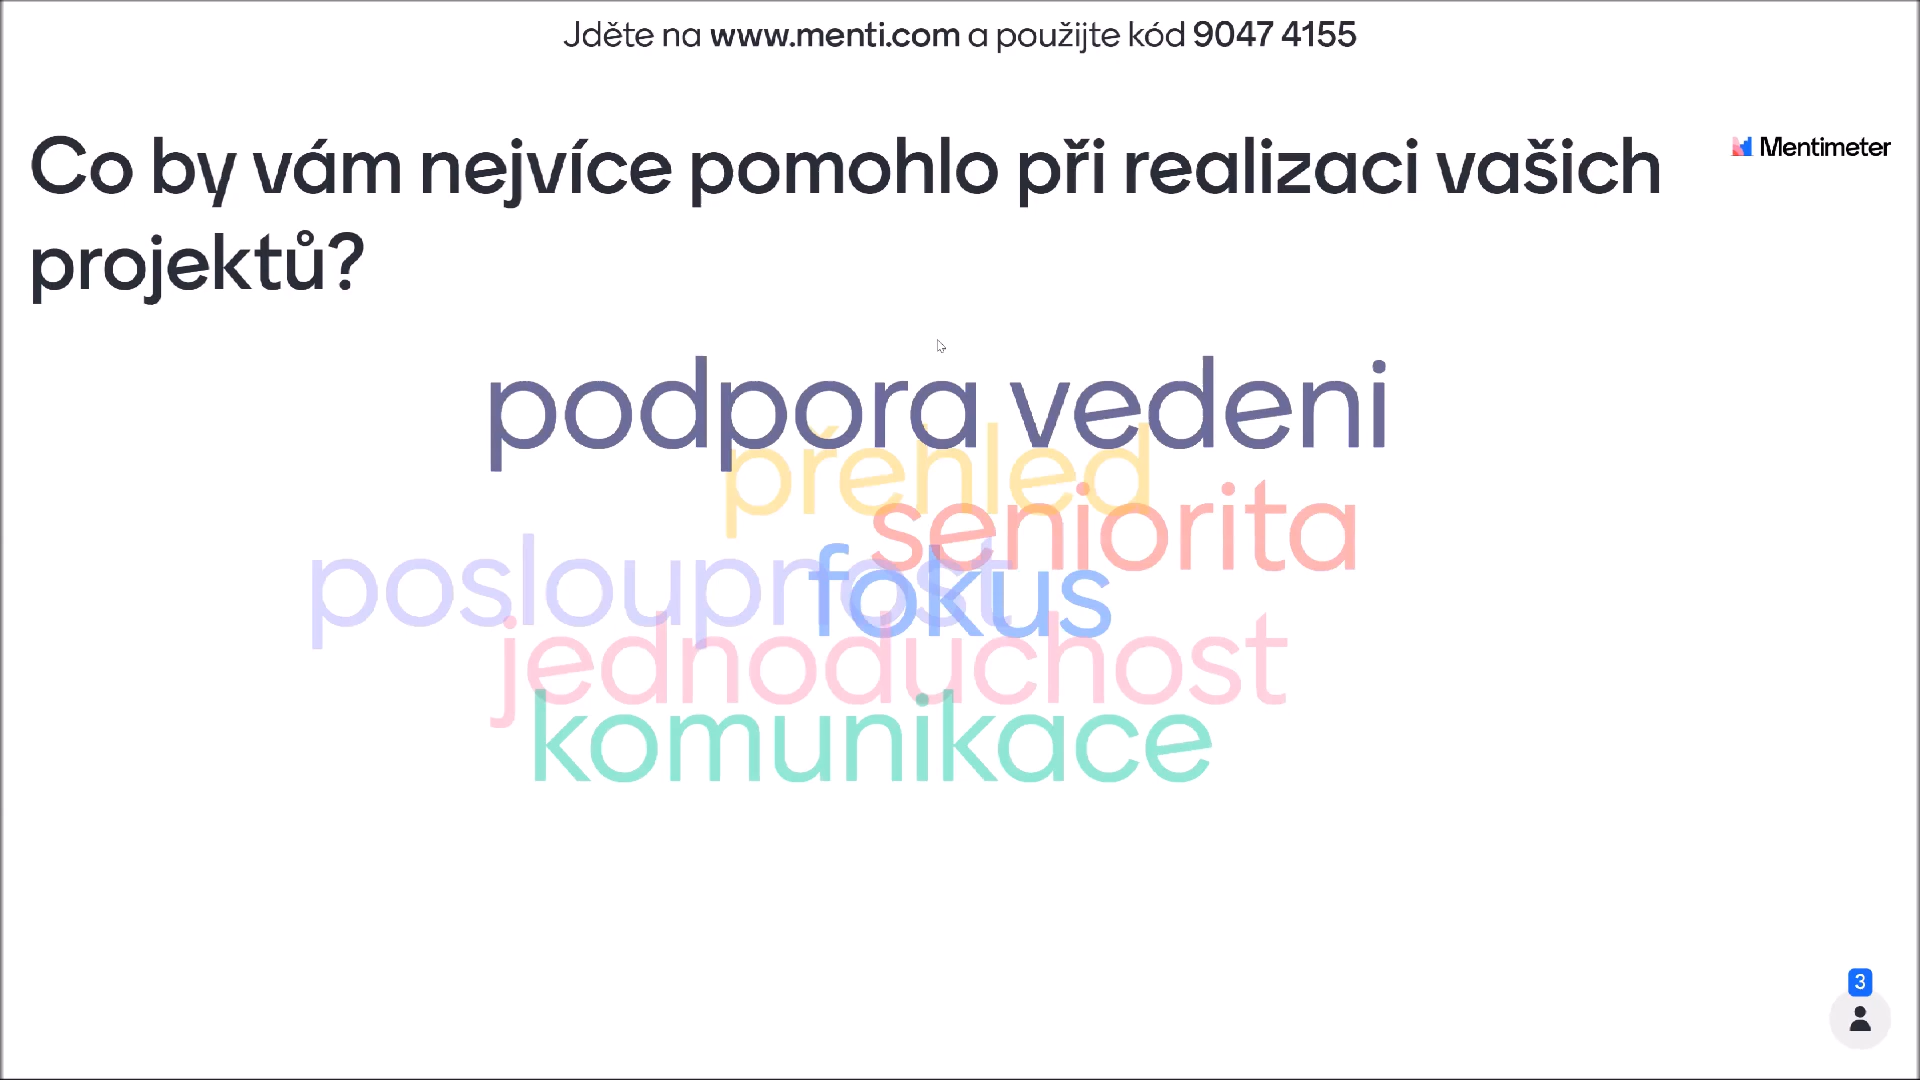 Jděte na www.menti.com a použijte kód 9047 4155
Co by vám nejvíce pomohlo při realizaci vašich
projektů?
Mentimeter
podpora vedeni
přehled
seniorita
posloupnost
fokus
jednoduchost
komunikace
3